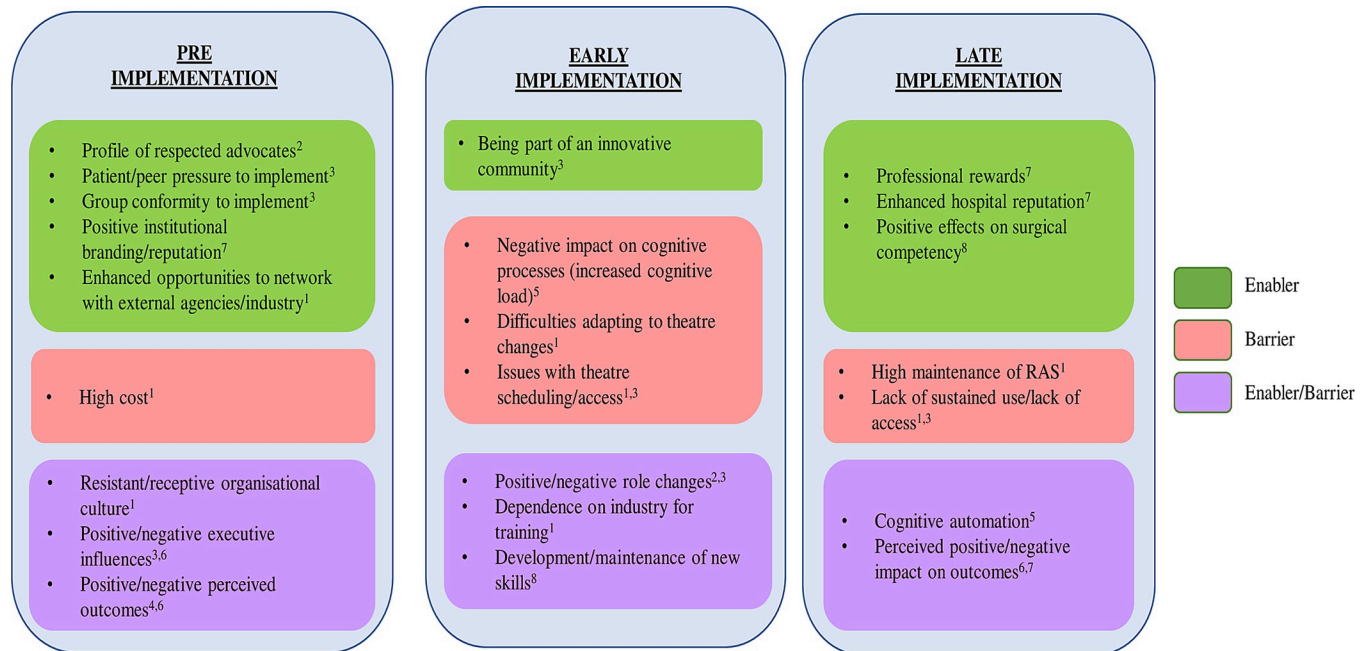 PRE
IMPLEMENTATION
• Profile of respected advocates²
• Patient/peer pressure to implement³
• Group conformity to implement³
• Positive institutional
branding/reputation⁷
• Enhanced opportunities to network
with external agencies/industry¹
• High cost¹
• Resistant/receptive organisational
culture¹
• Positive/negative executive
influences³,⁶
• Positive/negative perceived
outcomes⁴,⁶
EARLY
IMPLEMENTATION
• Being part of an innovative
community³
• Negative impact on cognitive
processes (increased cognitive
load)⁵
• Difficulties adapting to theatre
changes¹
• Issues with theatre
scheduling/access¹,³
• Positive/negative role changes²,³
• Dependence on industry for
training¹
• Development/maintenance of new
skills⁸
LATE
IMPLEMENTATION
• Professional rewards⁷
• Enhanced hospital reputation⁷
• Positive effects on surgical
competency⁸
• High maintenance of RAS¹
• Lack of sustained use/lack of
access¹,³
• Cognitive automation⁵
• Perceived positive/negative
impact on outcomes⁶,⁷
Enabler
Barrier
Enabler/Barrier